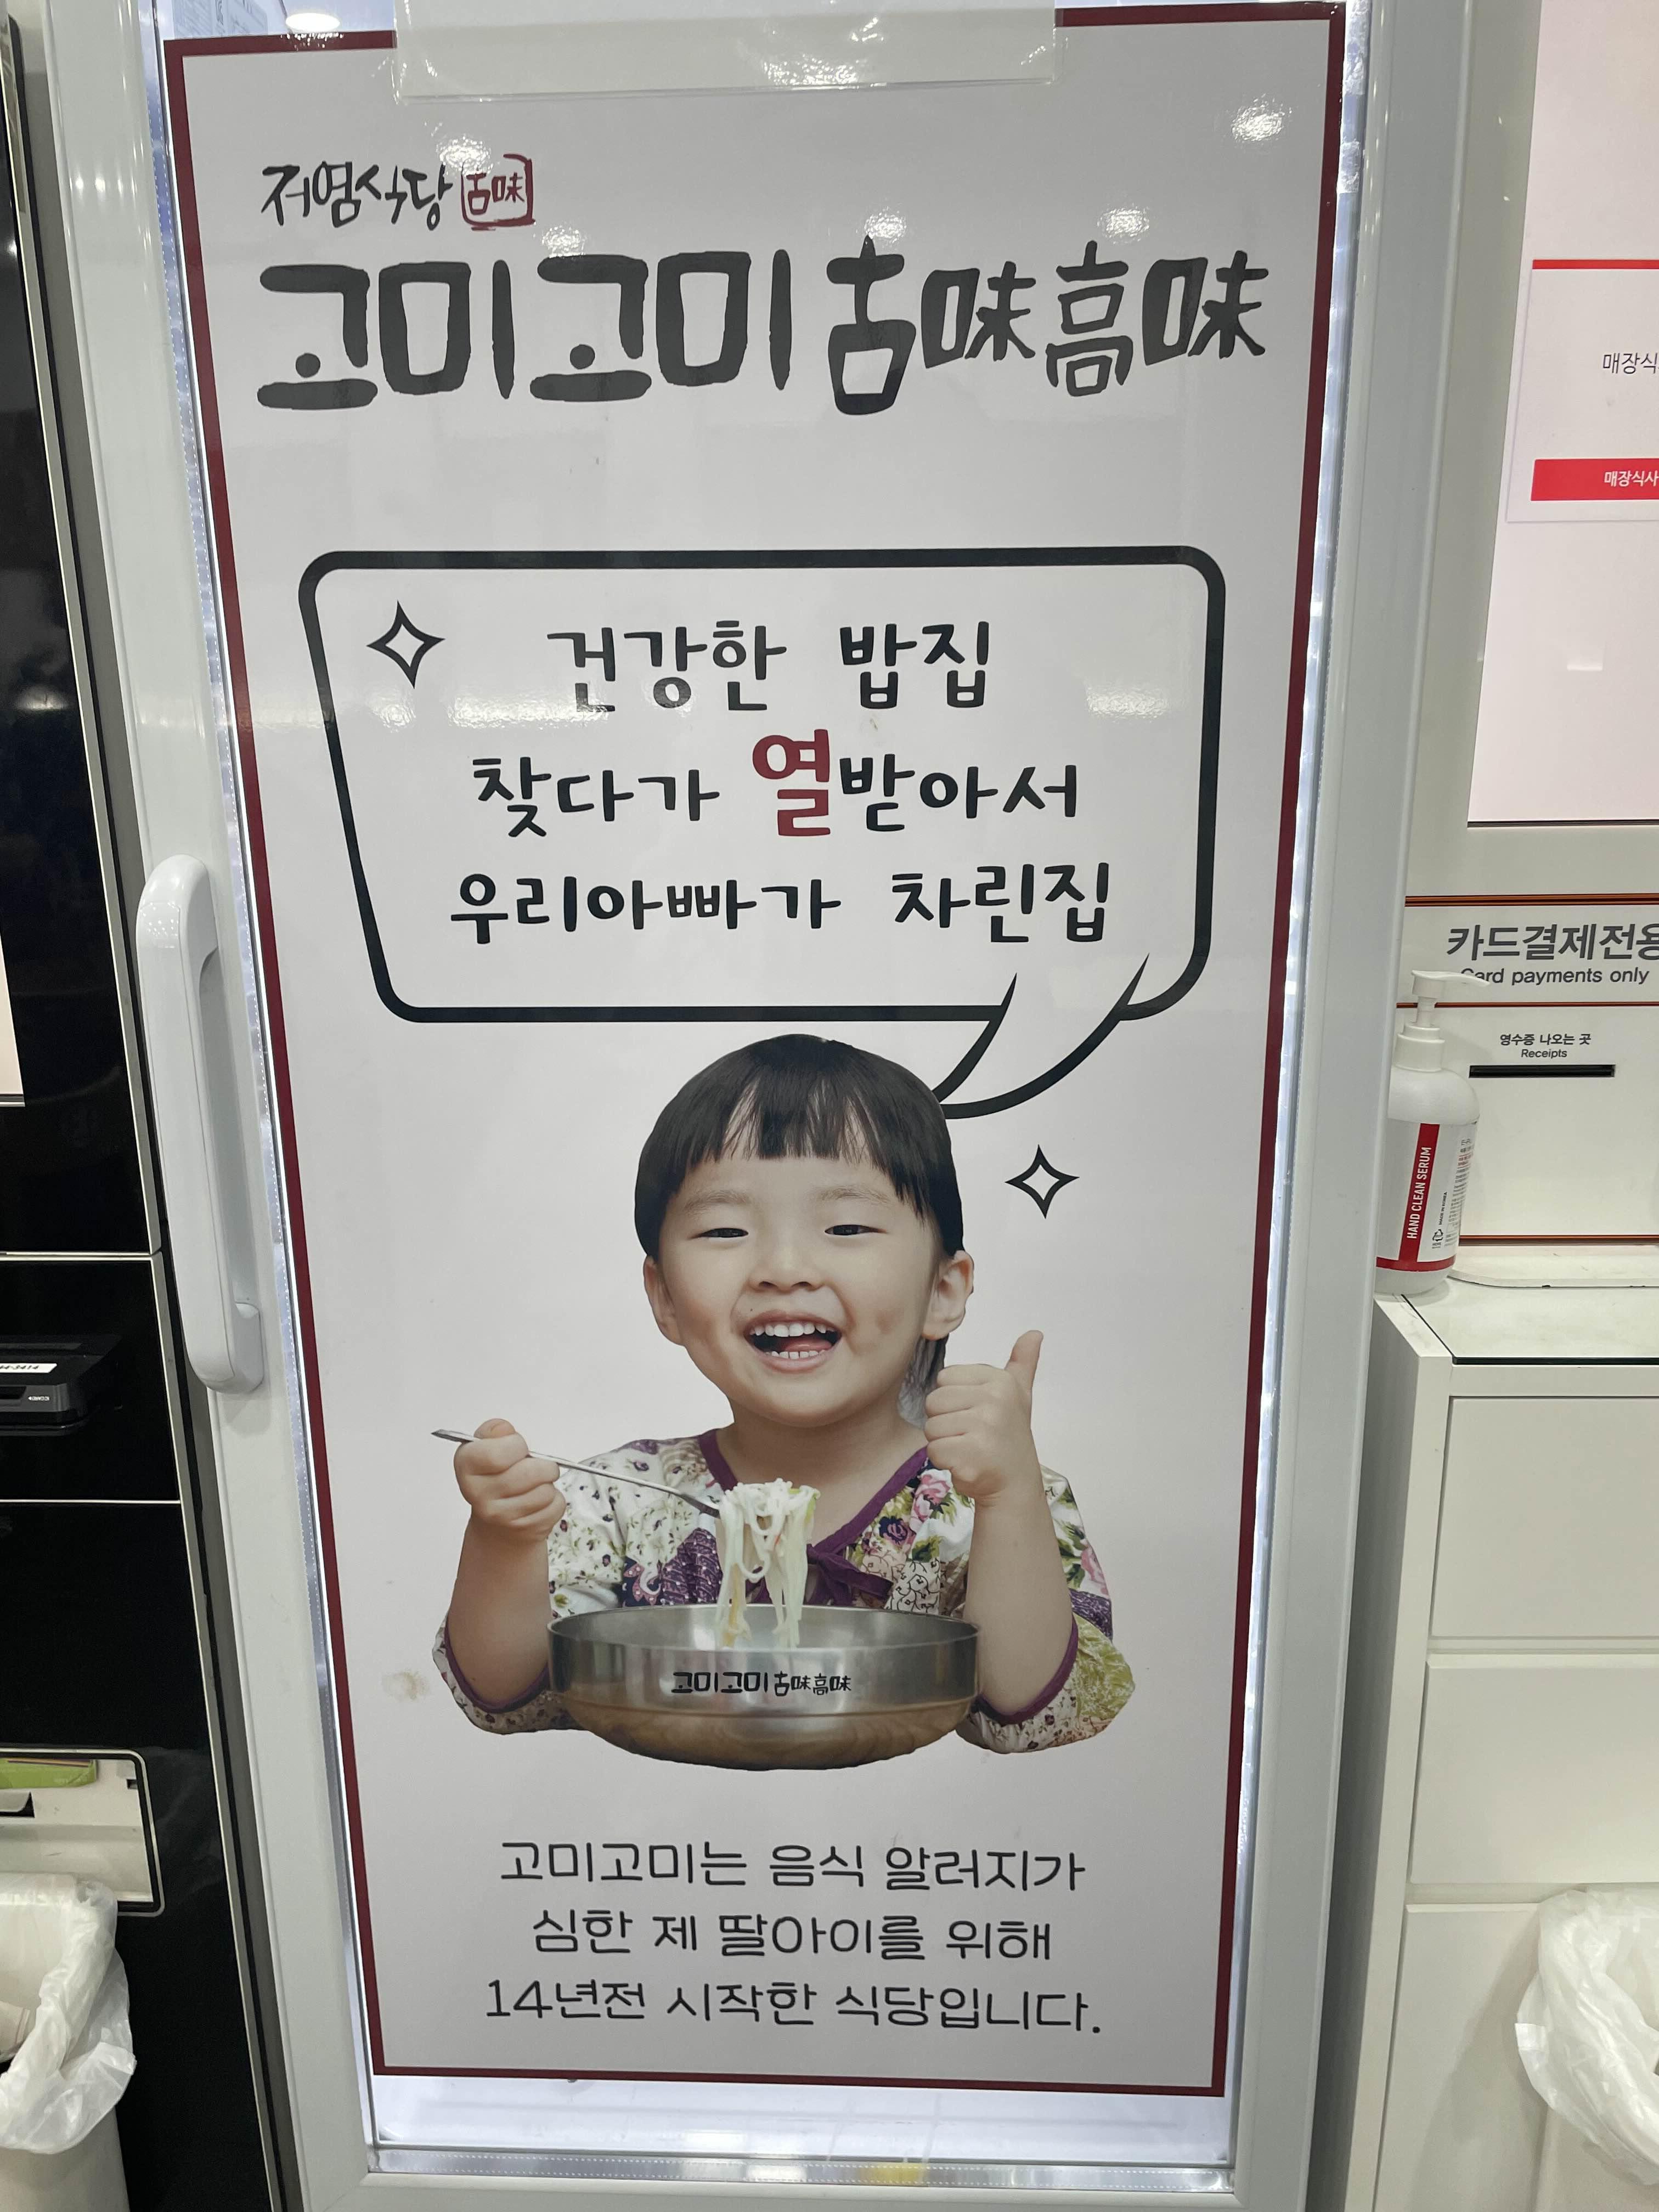 저염식당 古味
고미고미 古味高味
건강한 밥집
찾다가 열받아서
우리아빠가 차린집
고미고미 古味高味
고미고미는 음식 알러지가
심한 제 딸아이를 위해
14년전 시작한 식당입니다.
매장식
매장식사
카드결제전용
Card payments only
영수증 나오는 곳
Receipts
HAND CLEAN SERUM